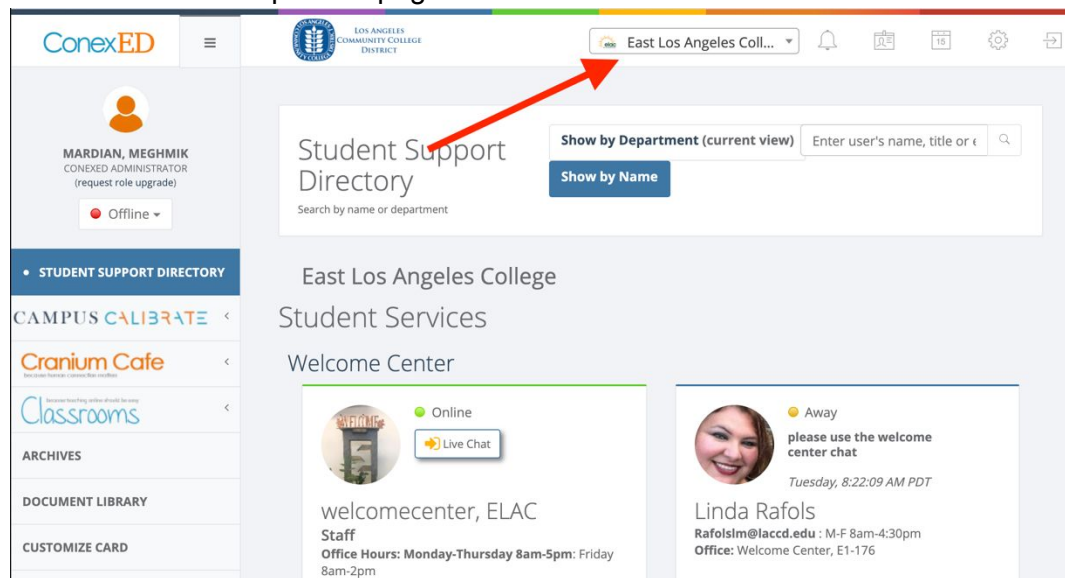 ConexED
LOS ANGELES
COMMUNITY COLLEGE
DISTRICT
elac East Los Angeles Coll...
15
MARDIAN, MEGHMIK
CONEXED ADMINISTRATOR
(request role upgrade)
Offline
Student Support
Directory
Search by name or department
Show by Department (current view)
Enter user's name, title or e
Show by Name
• STUDENT SUPPORT DIRECTORY
CAMPUS CALIBRATE
Cranium Cafe
Classrooms
ARCHIVES
DOCUMENT LIBRARY
CUSTOMIZE CARD
East Los Angeles College
Student Services
Welcome Center
WELCOME
Online
Live Chat
welcomecenter, ELAC
Staff
Office Hours: Monday-Thursday 8am-5pm: Friday
8am-2pm
Away
please use the welcome
center chat
Tuesday, 8:22:09 AM PDT
Linda Rafols
Rafolslm@laccd.edu : M-F 8am-4:30pm
Office: Welcome Center, E1-176